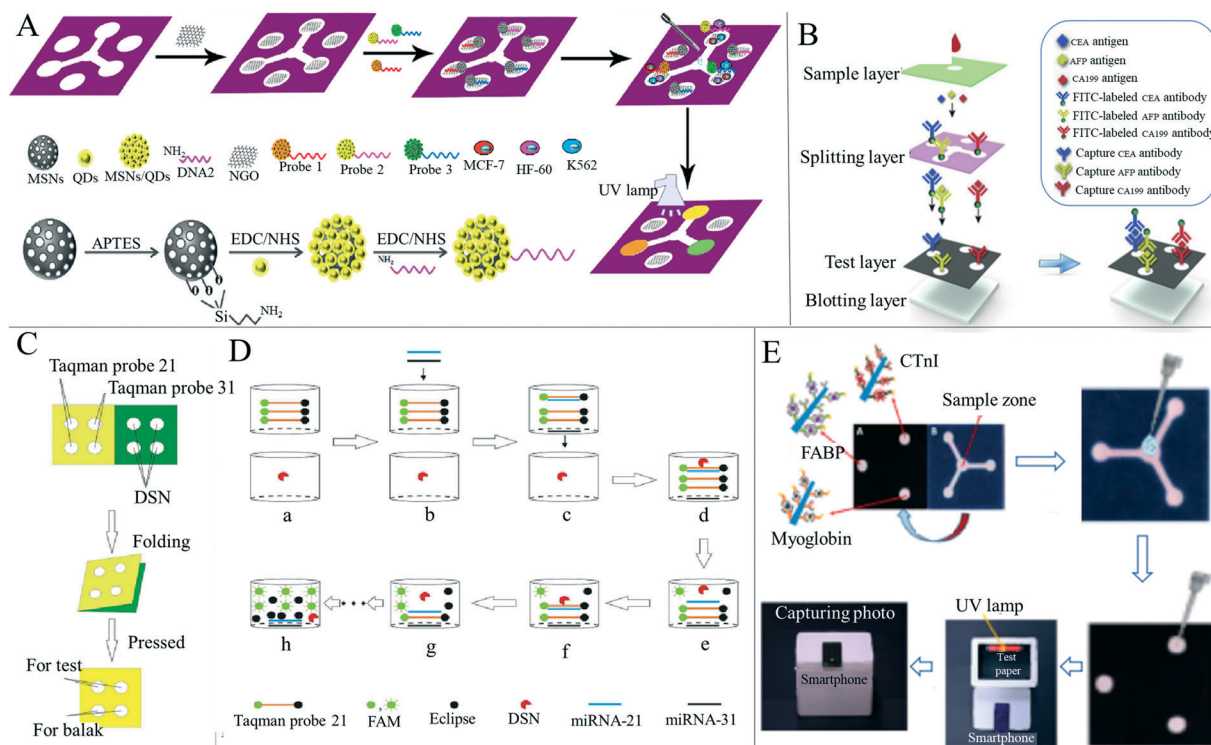 A
MSNs
QDs
MSNs/QDs
NH2
DNA2
NGO
Probe 1
Probe 2
Probe 3
MCF-7
HF-60
K562
UV lamp
APTES
EDC/NHS
EDC/NHS
NH2
O
O
O
Si
NH2
B
Sample layer
Splitting layer
Test layer
Blotting layer
CEA antigen
AFP antigen
CA199 antigen
FITC-labeled CEA antibody
FITC-labeled AFP antibody
FITC-labeled CA199 antibody
Capture CEA antibody
Capture AFP antibody
Capture CA199 antibody
C
Taqman probe 21
Taqman probe 31
DSN
Folding
Pressed
For test
For balak
D
a
b
c
d
h
g
f
e
Taqman probe 21
FAM
Eclipse
DSN
miRNA-21
miRNA-31
E
CTnI
Sample zone
FABP
A
B
Myoglobin
Capturing photo
Smartphone
UV lamp
Test
paper
Smartphone